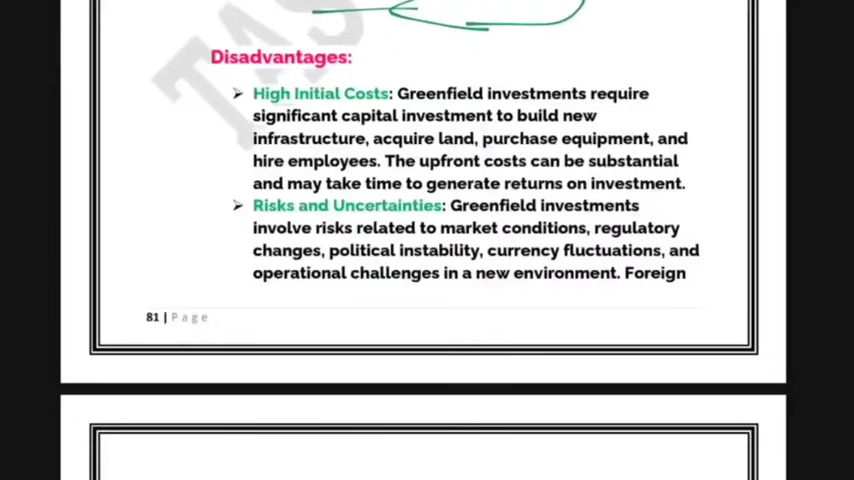 Disadvantages:
➢ High Initial Costs: Greenfield investments require
significant capital investment to build new
infrastructure, acquire land, purchase equipment, and
hire employees. The upfront costs can be substantial
and may take time to generate returns on investment.
➢ Risks and Uncertainties: Greenfield investments
involve risks related to market conditions, regulatory
changes, political instability, currency fluctuations, and
operational challenges in a new environment. Foreign
81 | Page